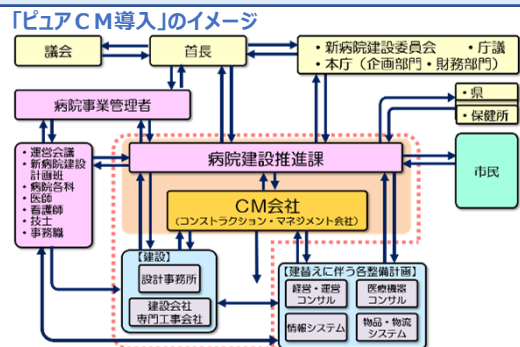 「ピュアＣＭ導入」のイメージ
議会
首長
・新病院建設委員会　・庁議
・本庁（企画部門・財務部門）
病院事業管理者
・県
・保健所
・運営会議
・新病院建設
計画班
・病院各科
・医師
・看護師
・技士
・事務職
病院建設推進課
市民
ＣＭ会社
（コンストラクション・マネジメント会社）
【建設】
設計事務所
建設会社
専門工事会社
【建替えに伴う各整備計画】
経営・運営
コンサル
医療機器
コンサル
情報システム
物品・物流
システム